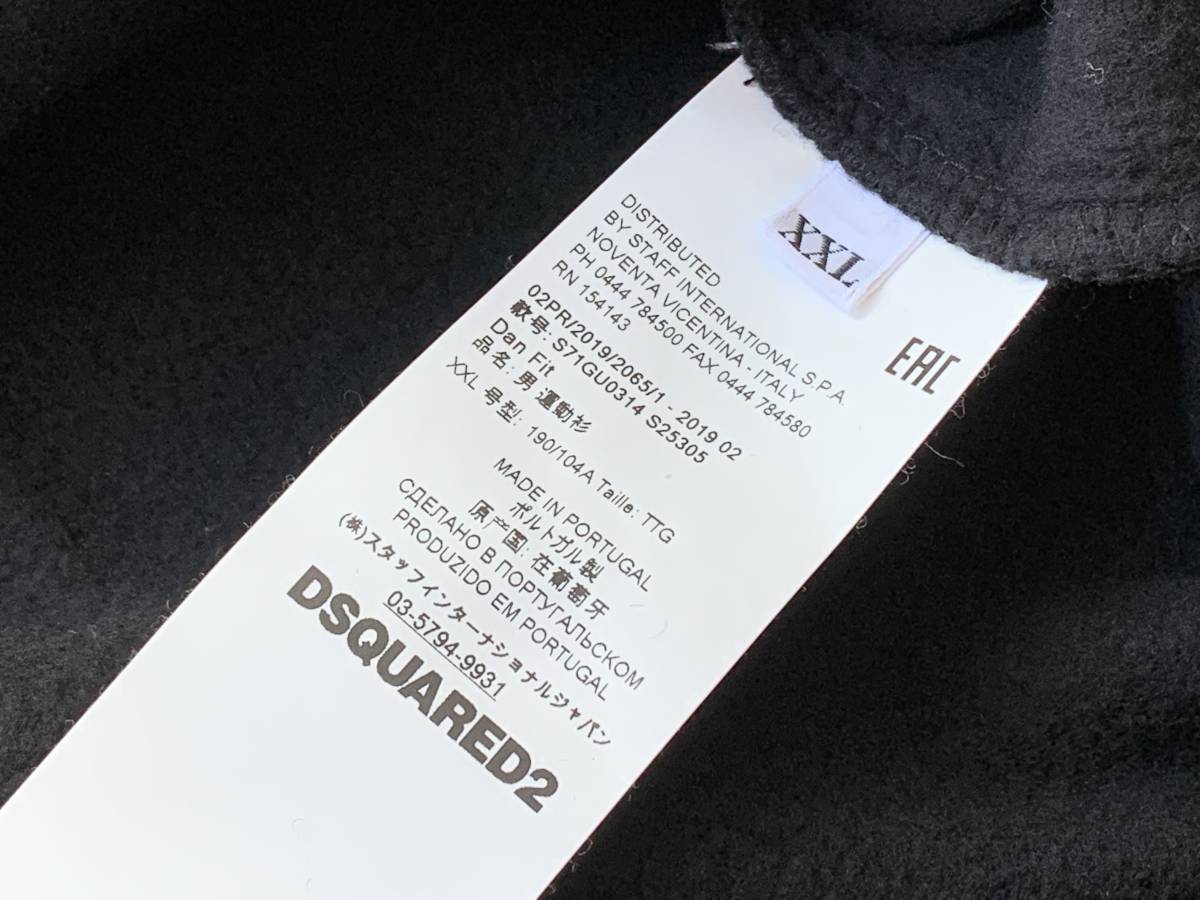 XXL
EAC
DISTRIBUTED
BY STAFF INTERNATIONAL S.P.A.
NOVENTA VICENTINA - ITALY
PH 0444 784500 FAX 0444 784580
RN 154143
02PR/2019/2065/1 - 2019 02
款号: S71GU0314 S25305
Dan Fit
品名: 男 運動衫
XXL 号型: 190/104A Taille: TTG
MADE IN PORTUGAL
ポルトガル製
原产国: 在葡萄牙
СДЕЛАНО В ПОРТУГАЛЬСКОМ
PRODUZIDO EM PORTUGAL
(株)スタッフインターナショナルジャパン
03-5794-9931
DSQUARED2